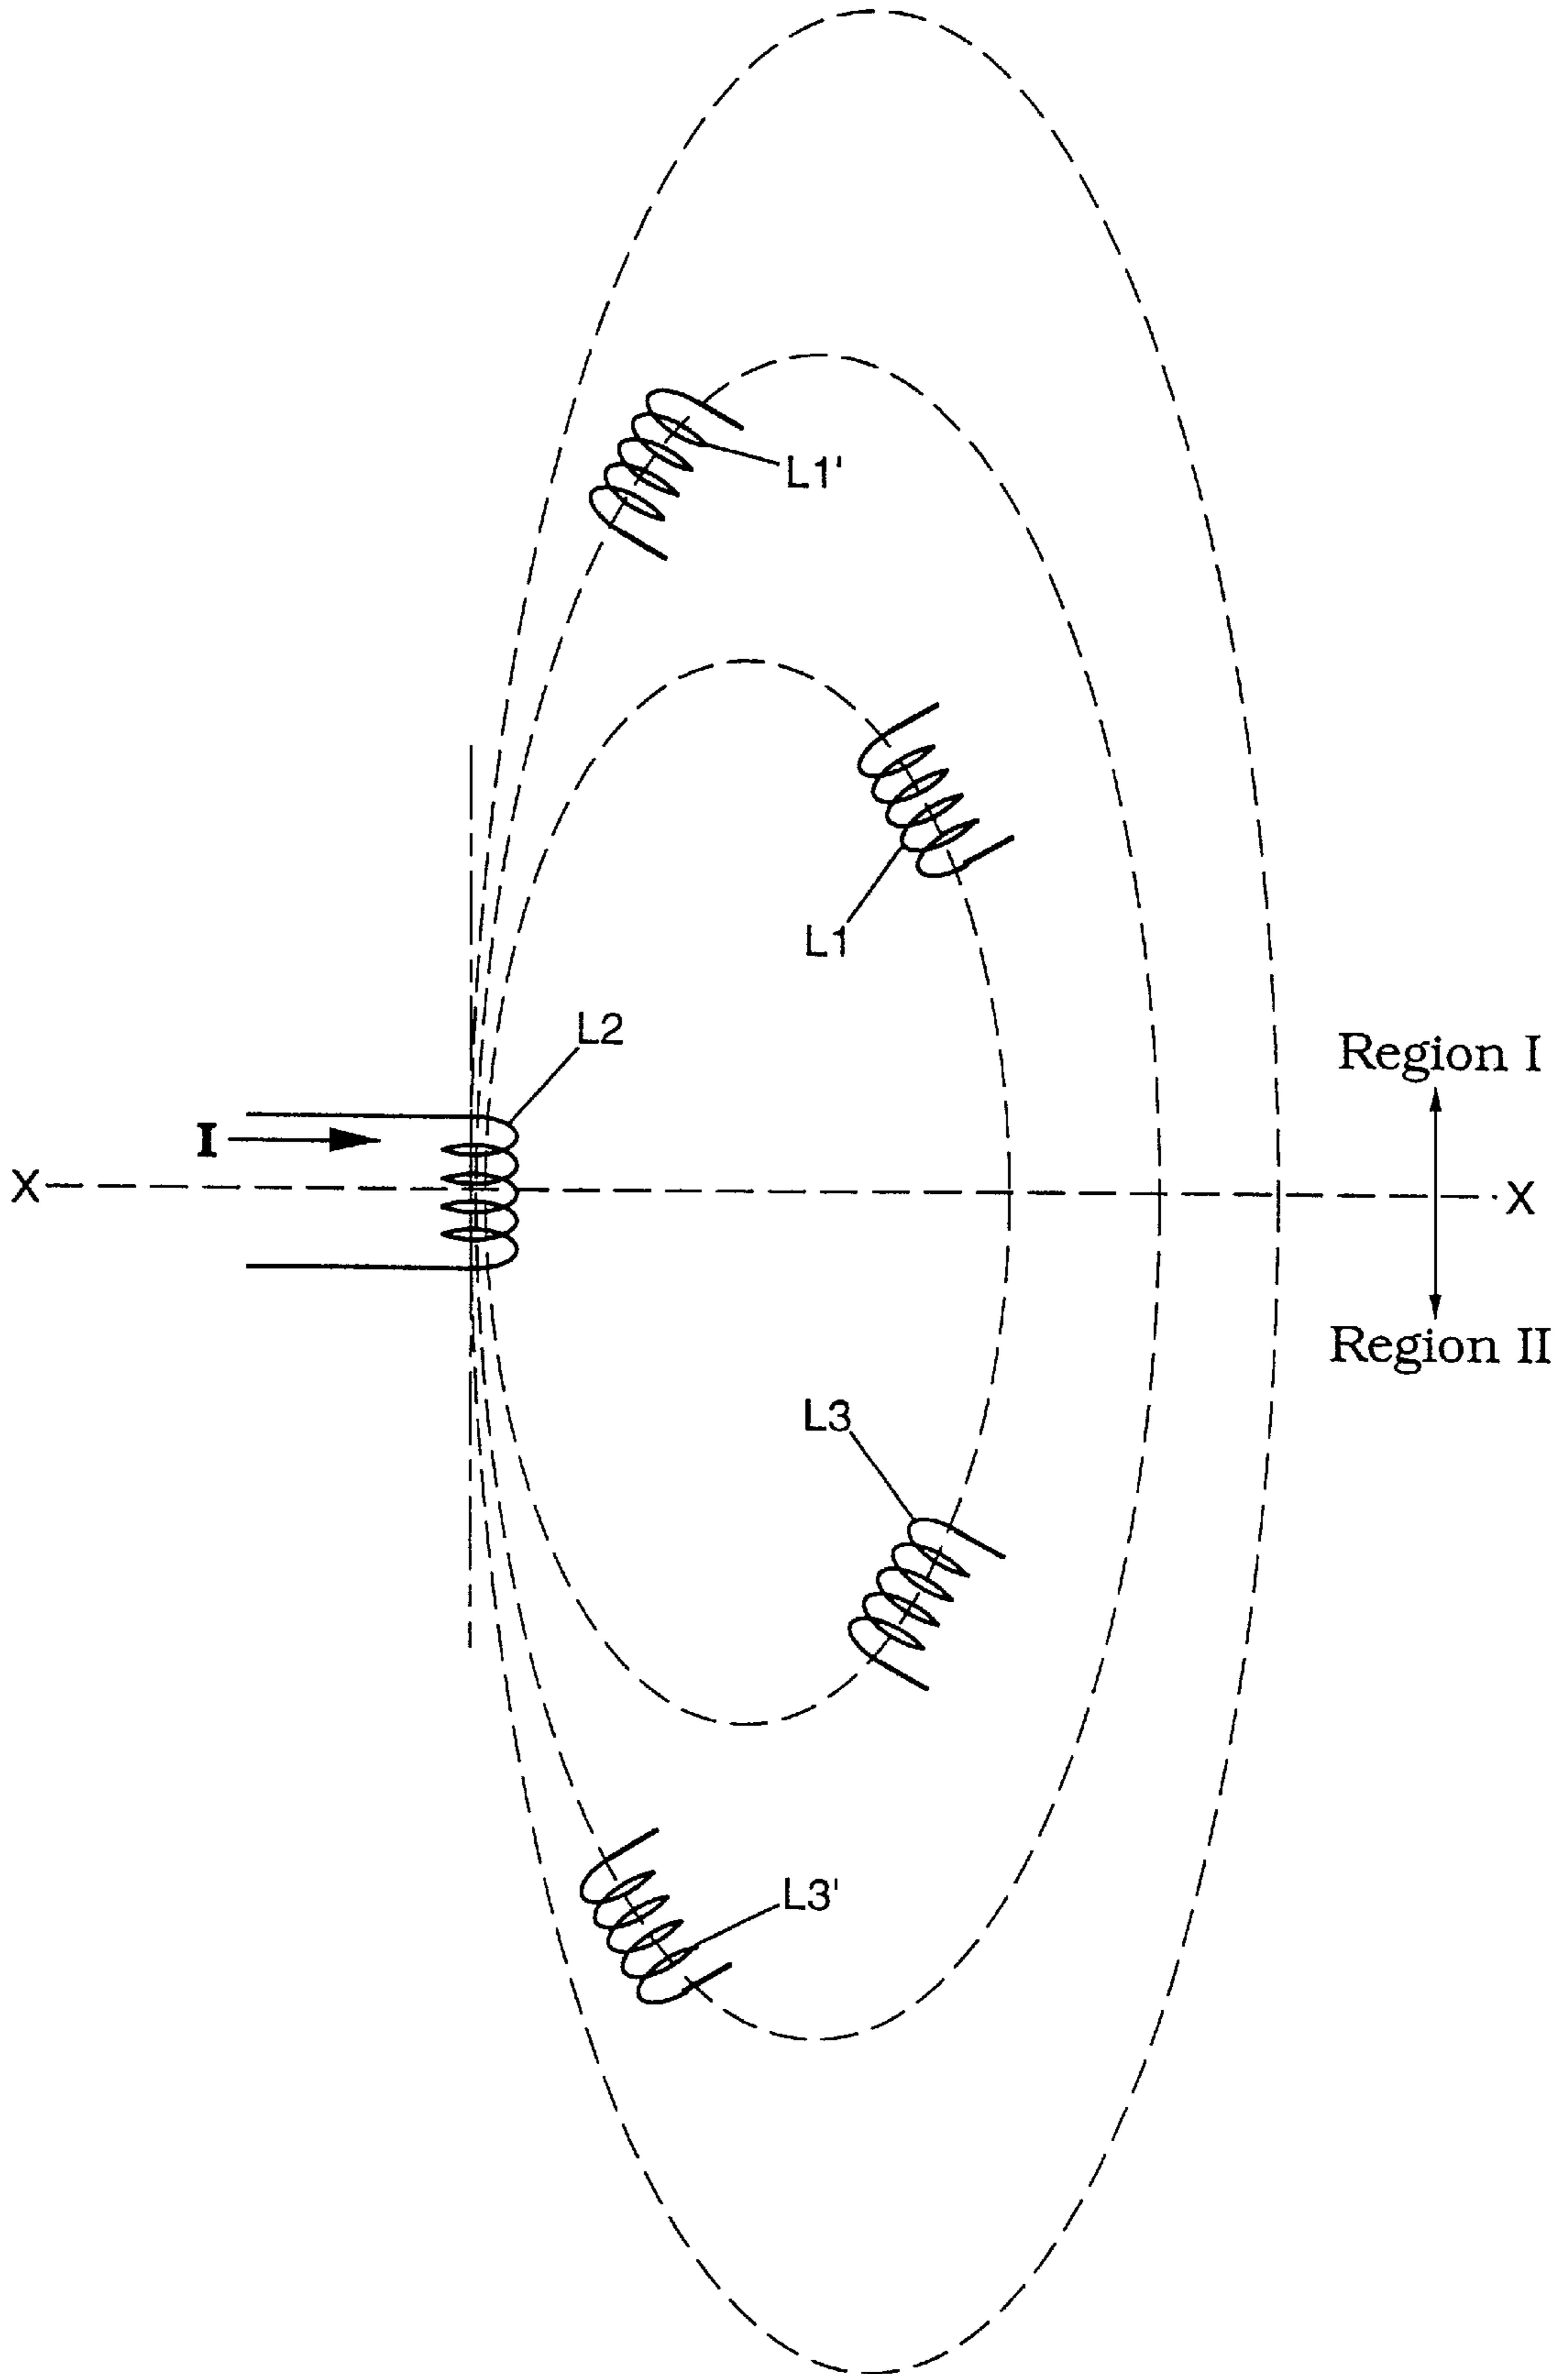 L1'
L1
L2
Region I
I
X
X
Region II
L3
L3'